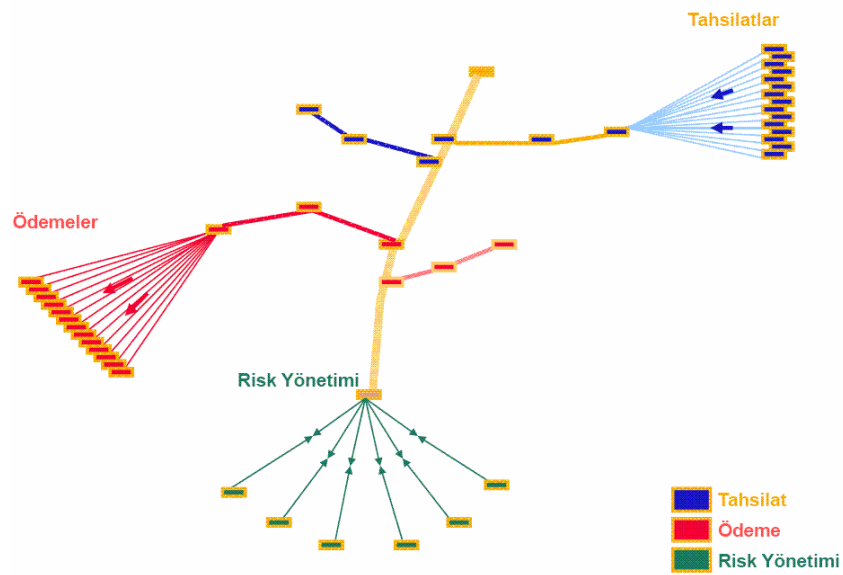 Tahsilatlar
Ödemeler
Risk Yönetimi
Tahsilat
Ödeme
Risk Yönetimi